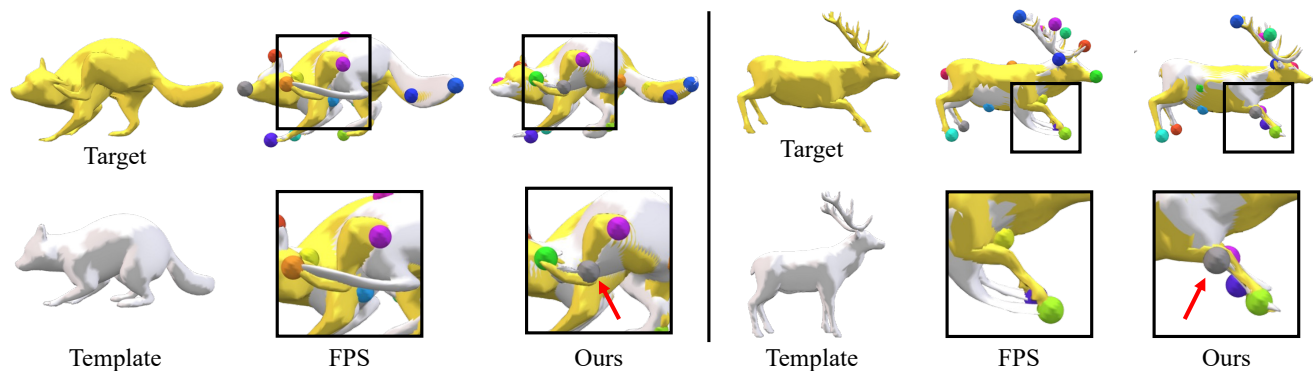 Target
Target
Template
FPS
Ours
Template
FPS
Ours